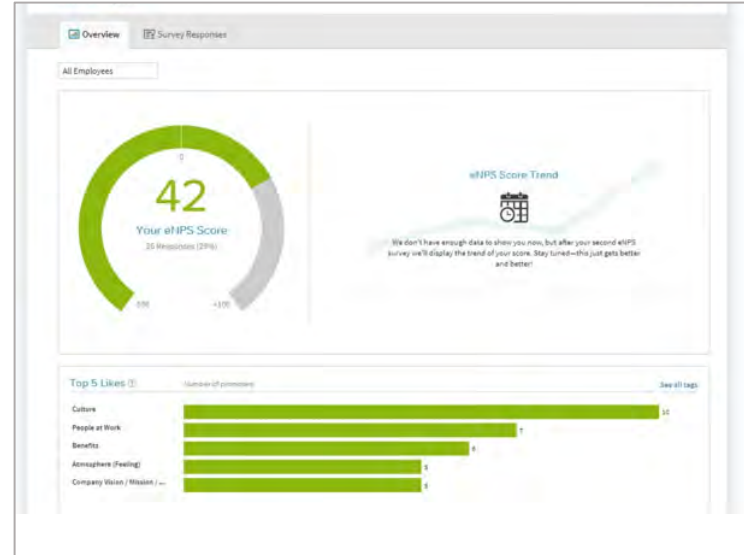 Overview
Survey Responses
All Employees
0
42
Your eNPS Score
Responses (29%)
-100
+100
eNPS Score Trend
We don't have enough data to show you now, but after your second eNPS
survey we'll display the trend of your score. Stay tuned—this just gets better
and better!
Top 5 Likes
Number of promoters
See all tags
Culture
10
People at Work
7
Benefits
6
Atmosphere (Feeling)
5
Company Vision / Mission / ...
5